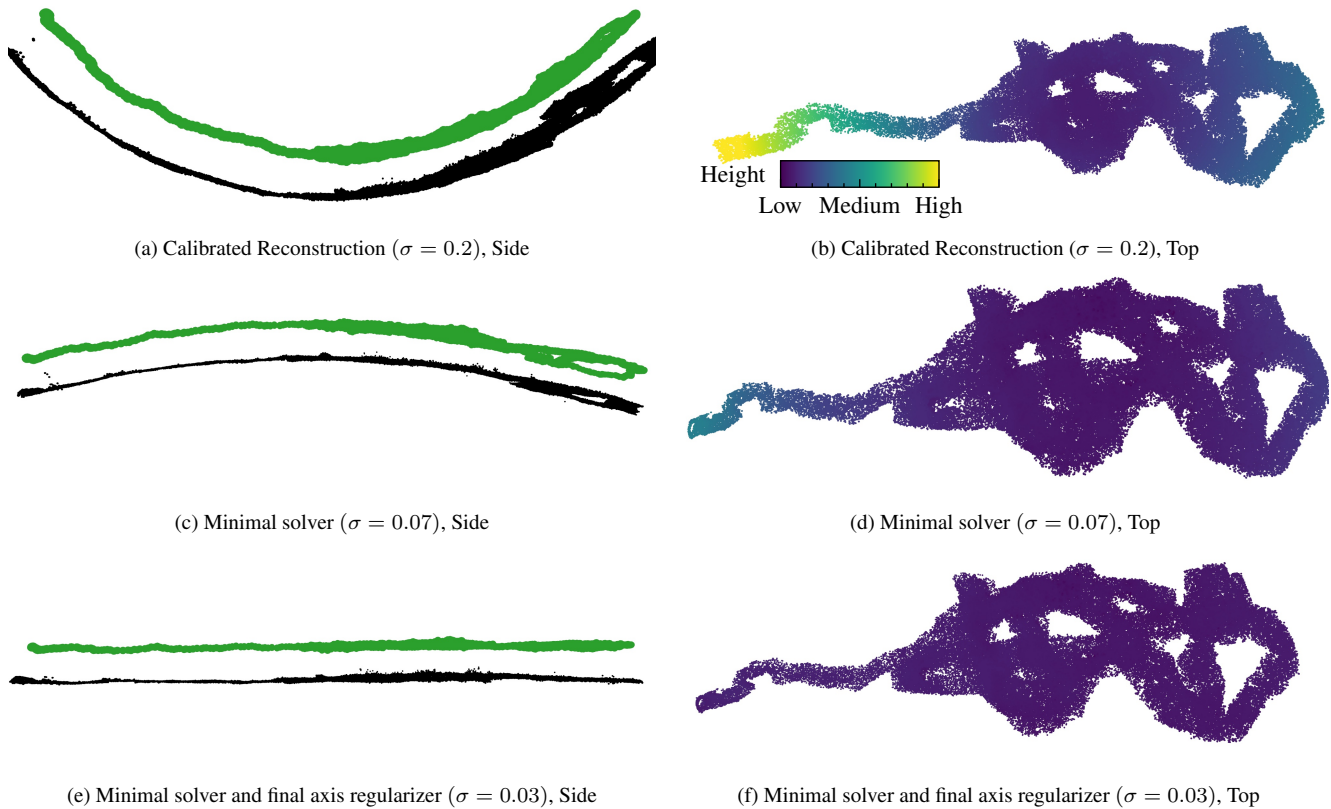 Height
Low Medium High
(a) Calibrated Reconstruction (σ = 0.2), Side
(b) Calibrated Reconstruction (σ = 0.2), Top
(c) Minimal solver (σ = 0.07), Side
(d) Minimal solver (σ = 0.07), Top
(e) Minimal solver and final axis regularizer (σ = 0.03), Side
(f) Minimal solver and final axis regularizer (σ = 0.03), Top